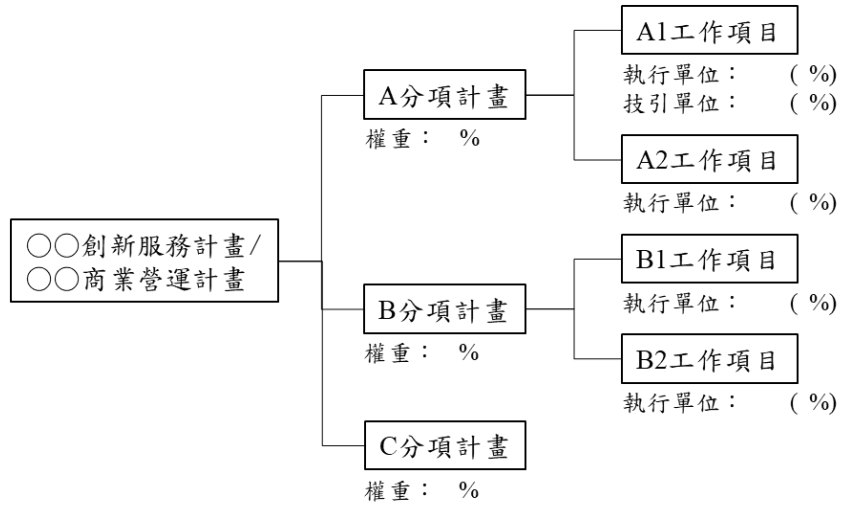 ○○創新服務計畫/
○○商業營運計畫
A分項計畫
權重： %
A1工作項目
執行單位： ( %)
技引單位： ( %)
A2工作項目
執行單位： ( %)
B分項計畫
權重： %
B1工作項目
執行單位： ( %)
B2工作項目
執行單位： ( %)
C分項計畫
權重： %